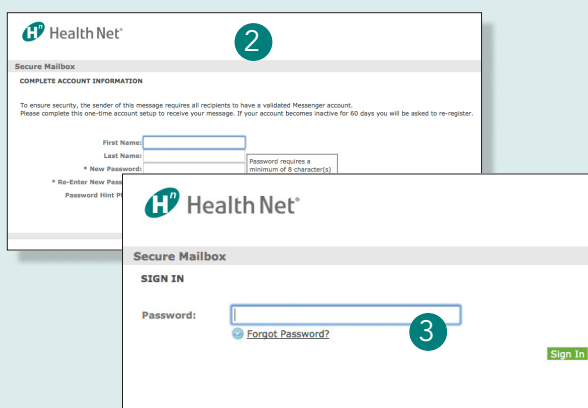 Health Net®
2
Secure Mailbox
COMPLETE ACCOUNT INFORMATION
To ensure security, the sender of this message requires all recipients to have a validated Messenger account.
Please complete this one-time account setup to receive your message. If your account becomes inactive for 60 days you will be asked to re-register.
First Name:
Last Name:
* New Password:
Password requires a
minimum of 8 character(s)
* Re-Enter New
Password Hint
Hn Health Net®
Secure Mailbox
SIGN IN
Password:
Forgot Password?
3
Sign In